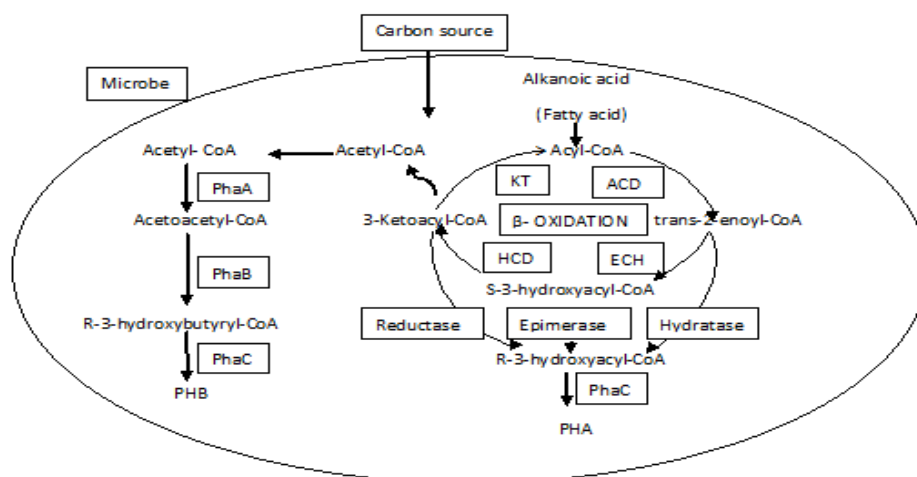 Carbon source
Microbe
Alkanoic acid
(Fatty acid)
Acetyl- CoA
Acetyl-CoA
Acyl-CoA
PhaA
KT
ACD
Acetoacetyl-CoA
3-Ketoacyl-CoA
β- OXIDATION
trans-2-enoyl-CoA
PhaB
HCD
ECH
S-3-hydroxyacyl-CoA
R-3-hydroxybutyryl-CoA
Reductase
Epimerase
Hydratase
PhaC
R-3-hydroxyacyl-CoA
PHB
PhaC
PHA